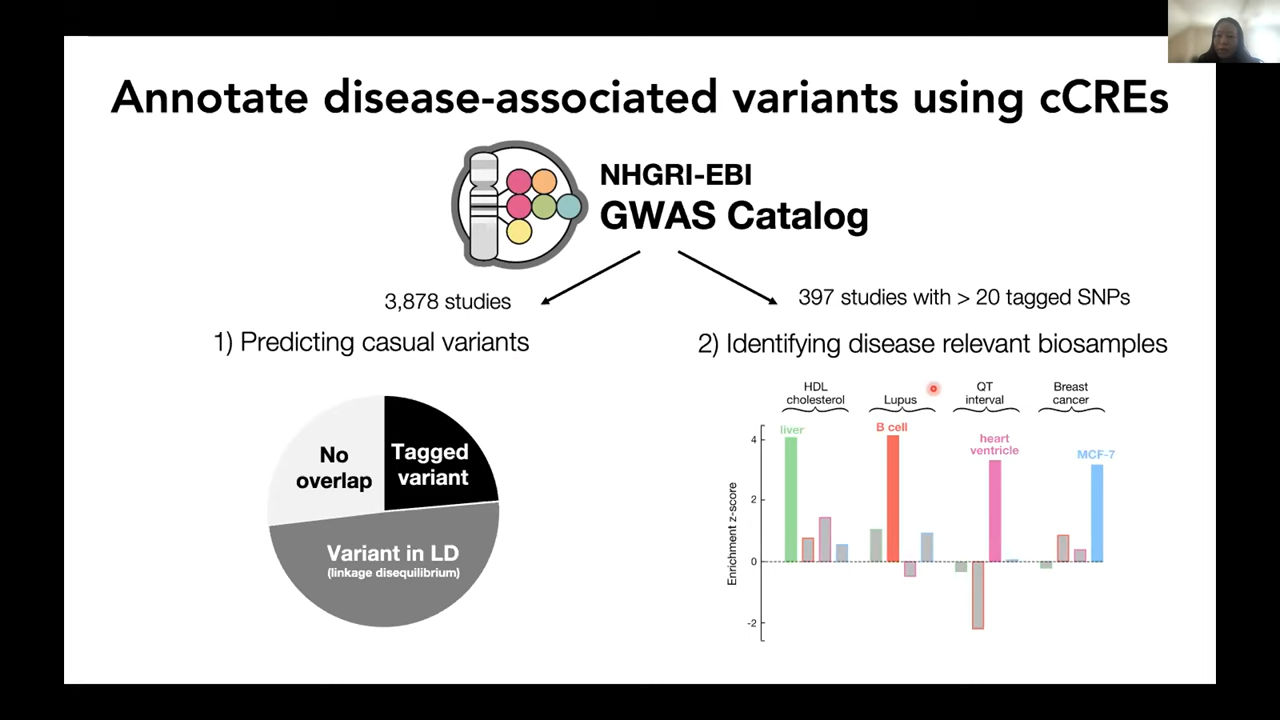 Annotate disease-associated variants using cCREs
NHGRI-EBI
GWAS Catalog
3,878 studies
1) Predicting casual variants
No
overlap
Tagged
variant
Variant in LD
(linkage disequilibrium)
397 studies with > 20 tagged SNPs
2) Identifying disease relevant biosamples
HDL
cholesterol
Lupus
QT
interval
Breast
cancer
liver
B cell
heart
ventricle
MCF-7
Enrichment z-score
4
2
0
-2